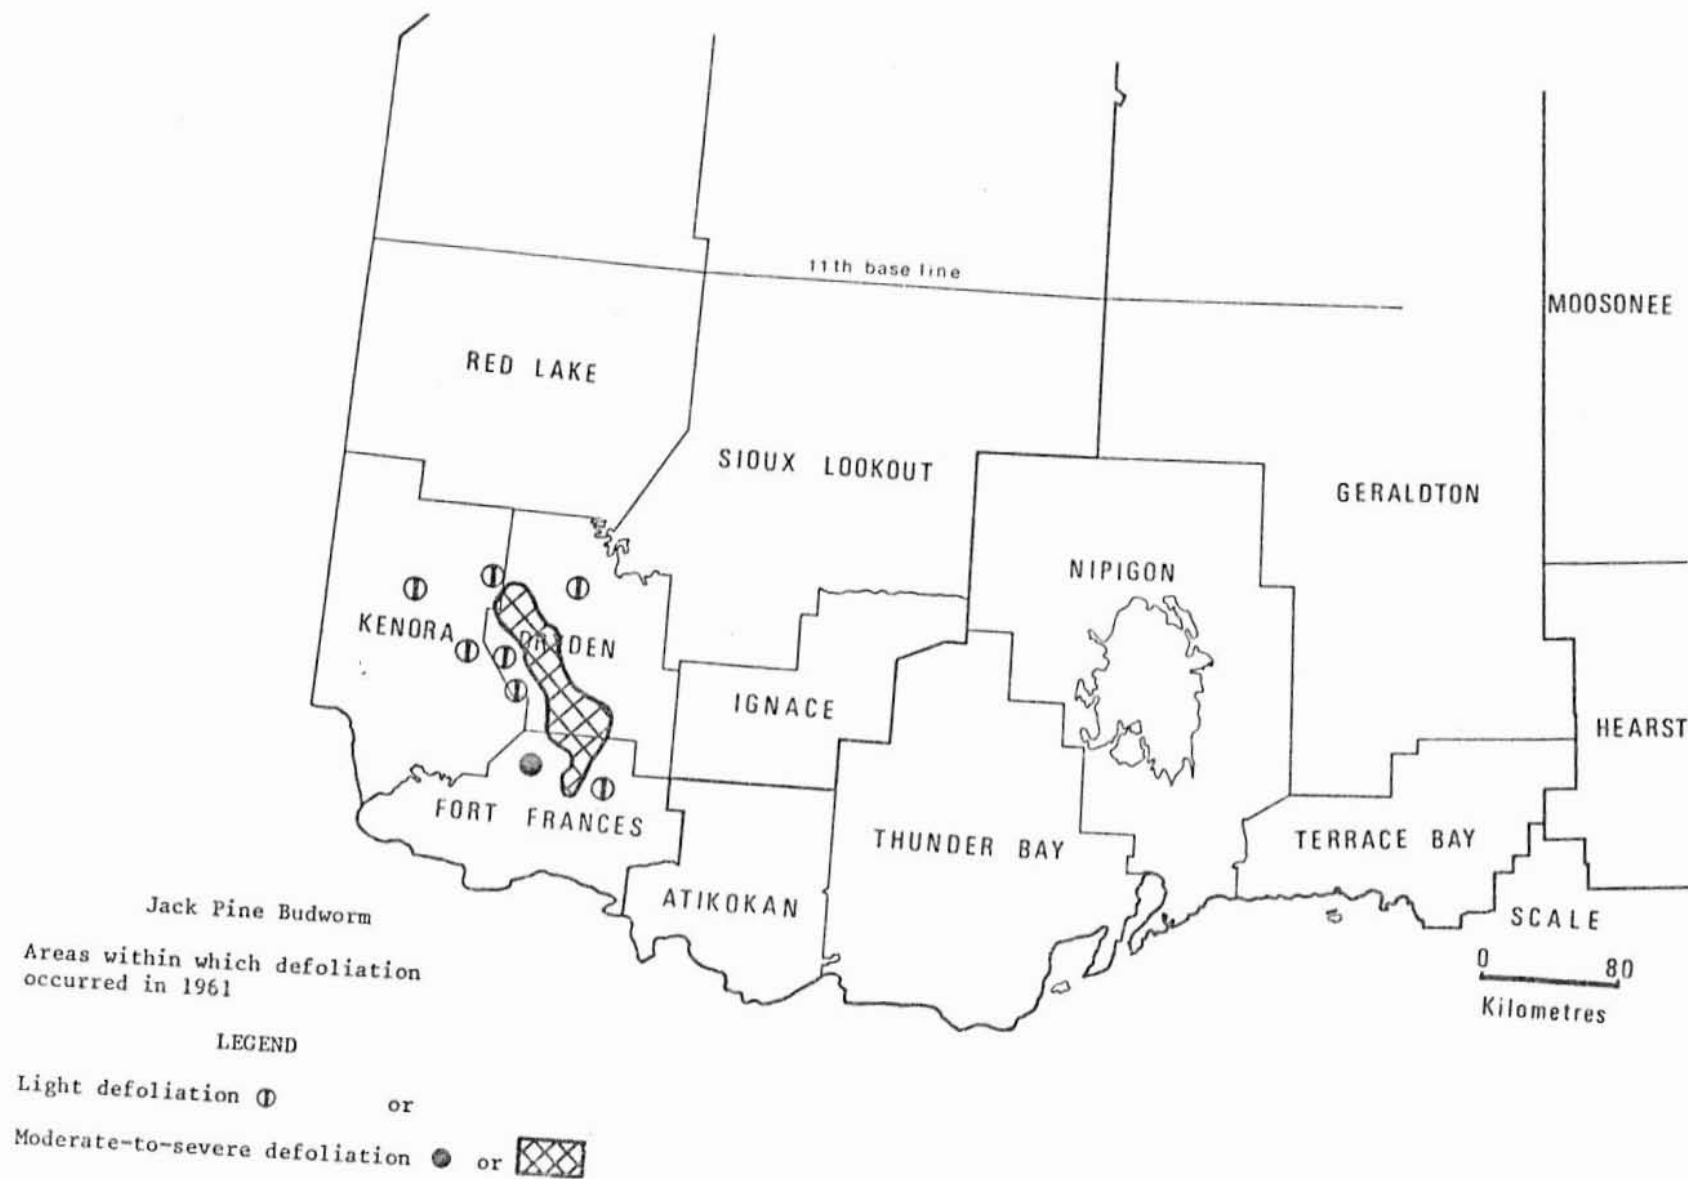 11th base line
MOOSONEE
RED LAKE
SIOUX LOOKOUT
GERALDTON
NIPIGON
KENORA
DRYDEN
IGNACE
HEARST
FORT FRANCES
THUNDER BAY
TERRACE BAY
ATIKOKAN
SCALE
0 80
Kilometres
Jack Pine Budworm
Areas within which defoliation
occurred in 1961
LEGEND
Light defoliation or
Moderate-to-severe defoliation or